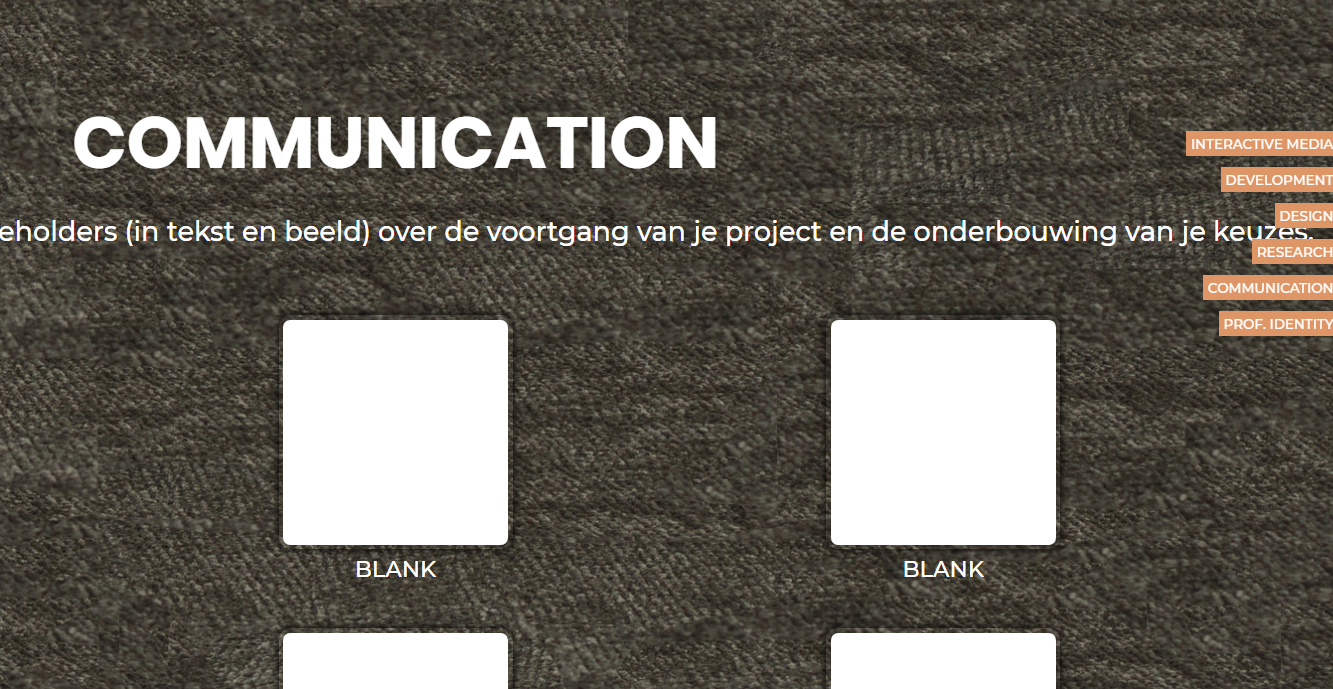 COMMUNICATION
eholders (in tekst en beeld) over de voortgang van je project en de onderbouwing van je keuzes.
INTERACTIVE MEDIA
DEVELOPMENT
DESIGN
RESEARCH
COMMUNICATION
PROF. IDENTITY
BLANK
BLANK